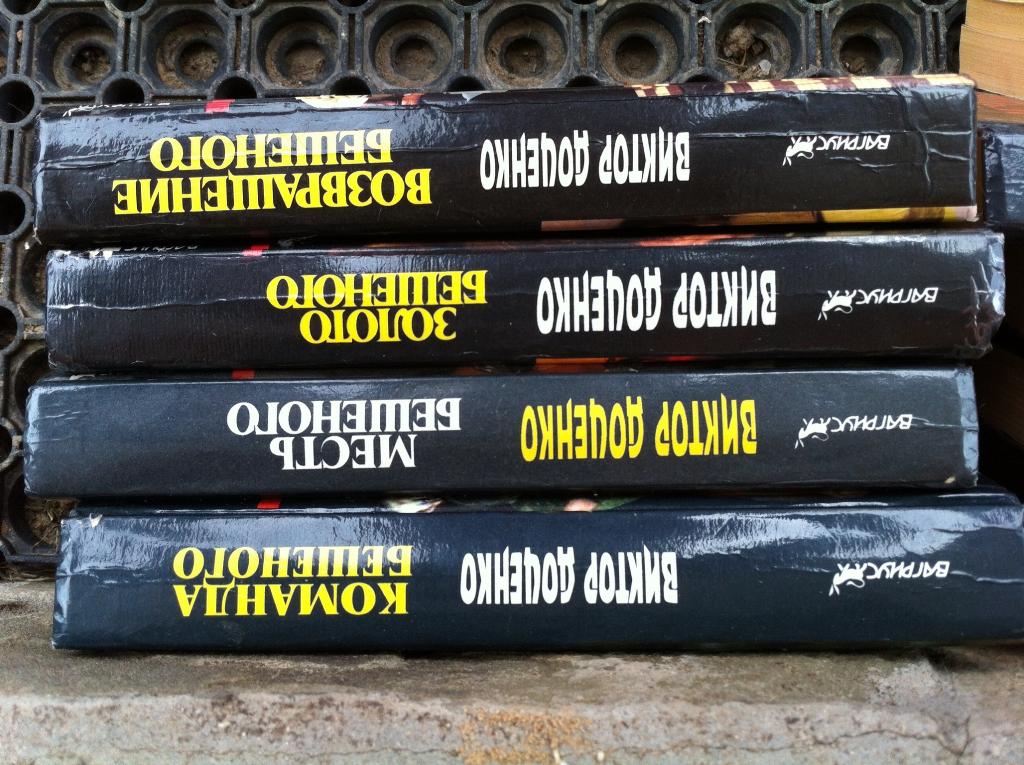 ВОЗВРАЩЕНИЕ
БЕШЕНОГО
ВИКТОР ДОЦЕНКО
ВАГРИУС
ЗОЛОТО
БЕШЕНОГО
ВИКТОР ДОЦЕНКО
ВАГРИУС
МЕСТЬ
БЕШЕНОГО
ВИКТОР ДОЦЕНКО
ВАГРИУС
КОМАНДА
БЕШЕНОГО
ВИКТОР ДОЦЕНКО
ВАГРИУС